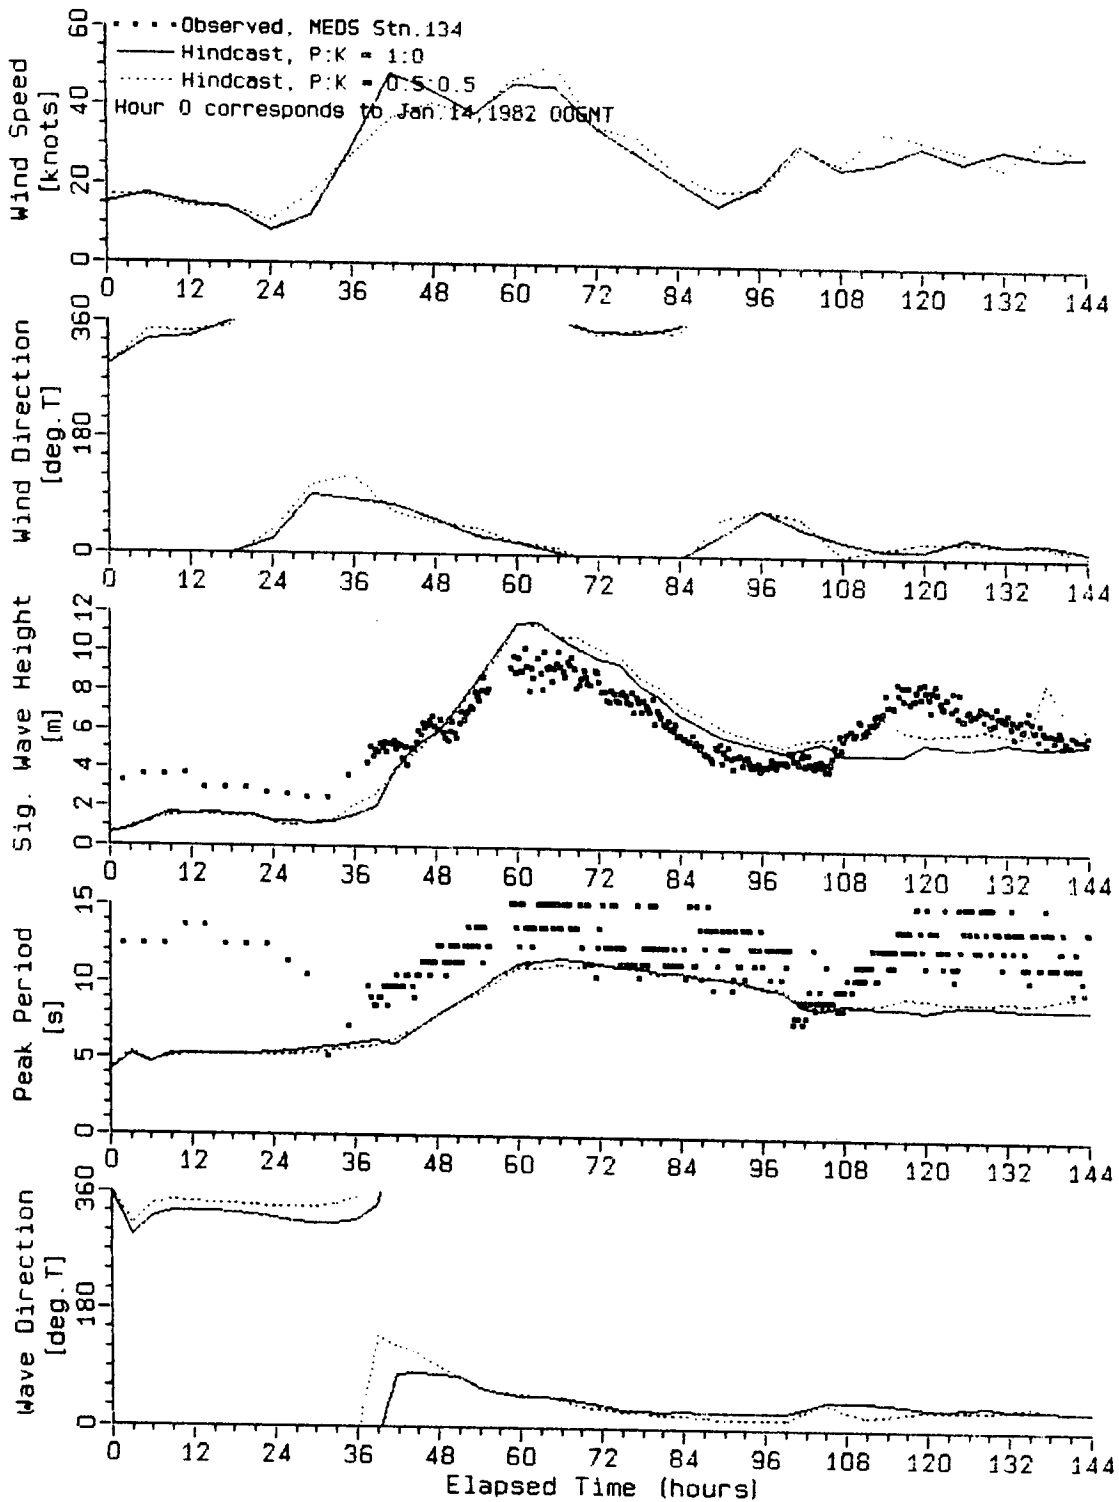 Observed, MEDS Stn.134
Hindcast, P:K = 1:0
Hindcast, P:K = 0.5:0.5
Hour 0 corresponds to Jan.14,1982 00GMT
Wind Speed
[knots]
60
40
20
0
0 12 24 36 48 60 72 84 96 108 120 132 144
Wind Direction
[deg.T]
360
180
0
0 12 24 36 48 60 72 84 96 108 120 132 144
Sig. Wave Height
[m]
12
10
8
6
4
2
0
0 12 24 36 48 60 72 84 96 108 120 132 144
Peak Period
[s]
15
10
5
0
0 12 24 36 48 60 72 84 96 108 120 132 144
Wave Direction
[deg.T]
360
180
0
0 12 24 36 48 60 72 84 96 108 120 132 144
Elapsed Time (hours)